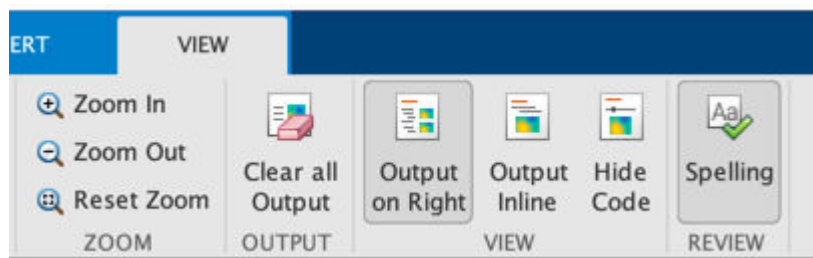 ERT VIEW
Zoom In
Zoom Out
Reset Zoom
ZOOM
Clear all
Output
OUTPUT
Output
on Right
Output
Inline
Hide
Code
VIEW
Aa
Spelling
REVIEW